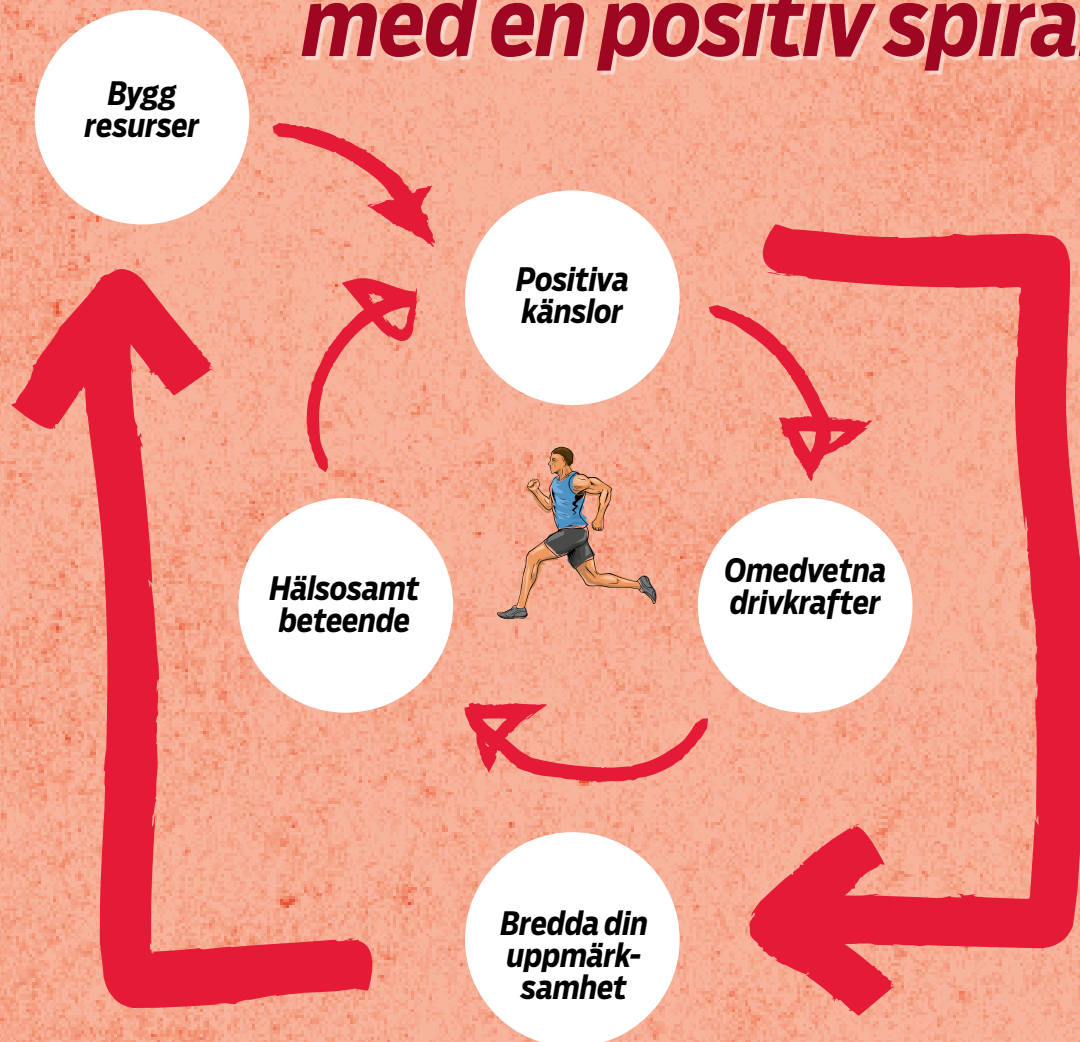 med en positiv spira
Bygg
resurser
Positiva
känslor
Hälsosamt
beteende
Omedvetna
drivkrafter
Bredda din
uppmärk-
samhet